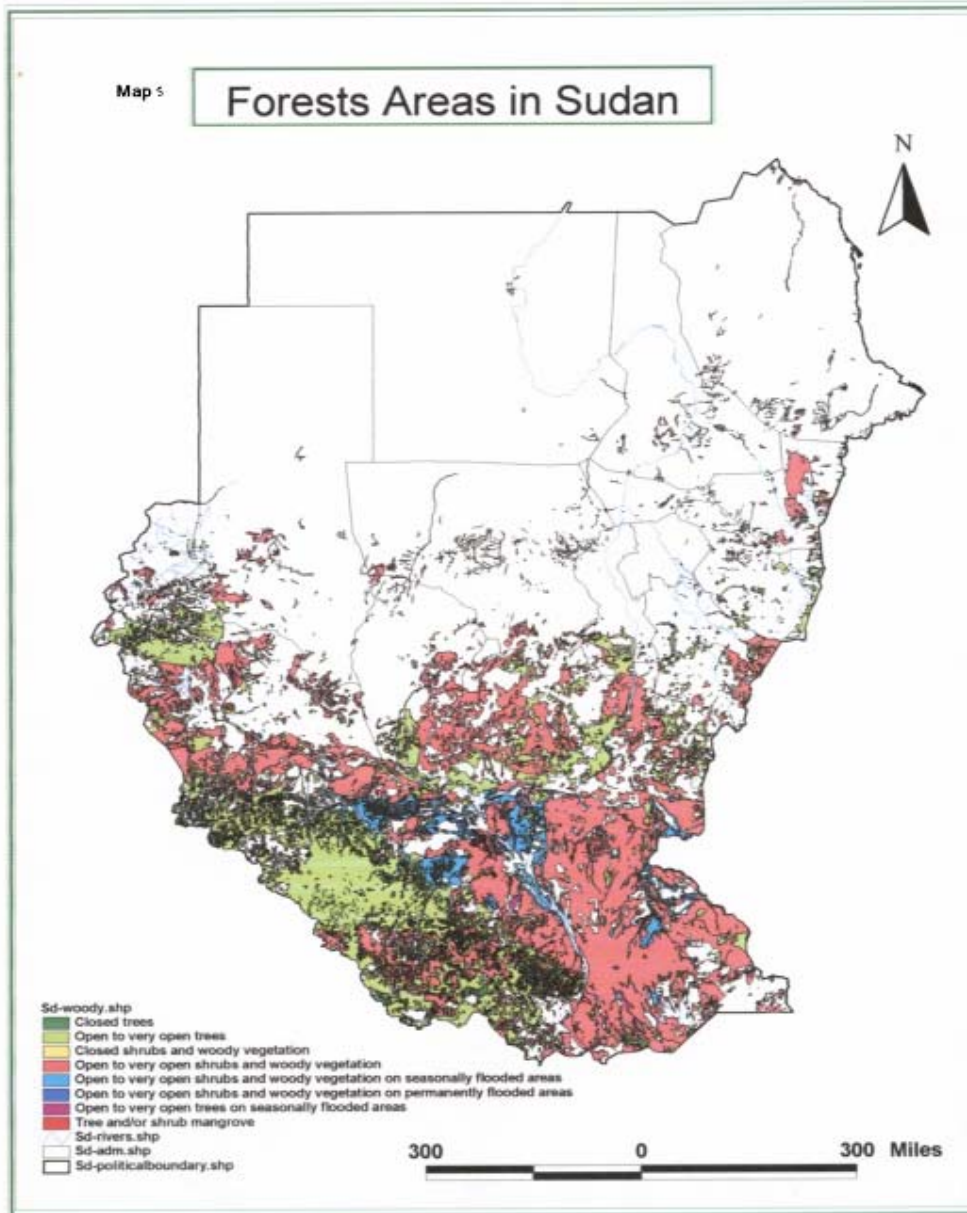 Map 5
Forests Areas in Sudan
N
Sd-woody.shp
Closed trees
Open to very open trees
Closed shrubs and woody vegetation
Open to very open shrubs and woody vegetation
Open to very open shrubs and woody vegetation on seasonally flooded areas
Open to very open shrubs and woody vegetation on permanently flooded areas
Open to very open trees on seasonally flooded areas
Tree and/or shrub mangrove
Sd-rivers.shp
Sd-adm.shp
Sd-politicalboundary.shp
300 0 300 Miles